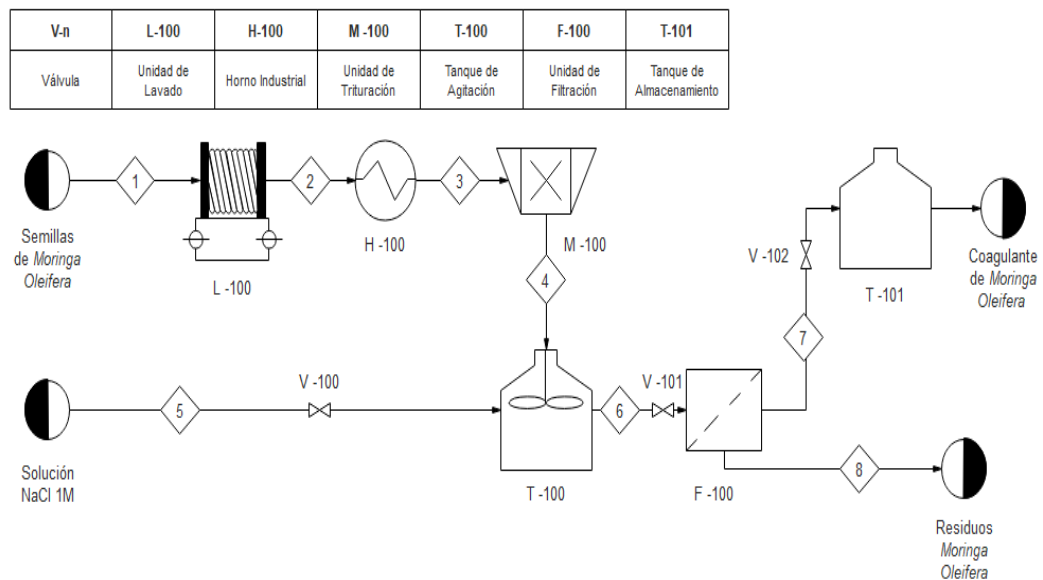 V-n L-100 H-100 M -100 T-100 F-100 T-101
Válvula
Unidad de
Lavado
Horno Industrial
Unidad de
Trituración
Tanque de
Agitación
Unidad de
Filtración
Tanque de
Almacenamiento
1
2
3
Semillas
de Moringa
Oleifera
L -100
H -100
M -100
4
V -102
T -101
Coagulante
de Moringa
Oleifera
7
V -100
V -101
5
6
Solución
NaCl 1M
T -100
F -100
8
Residuos
Moringa
Oleifera